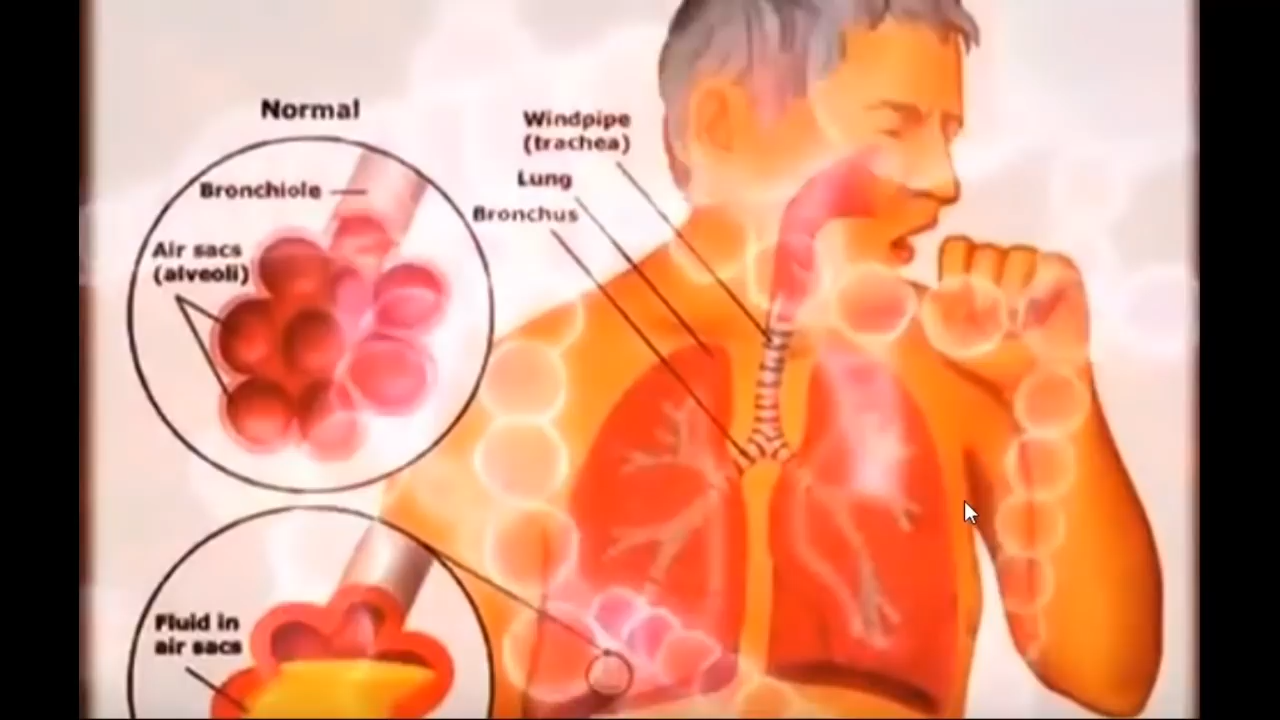 Normal
Bronchiole
Air sacs
(alveoli)
Windpipe
(trachea)
Lung
Bronchus
Fluid in
air sacs